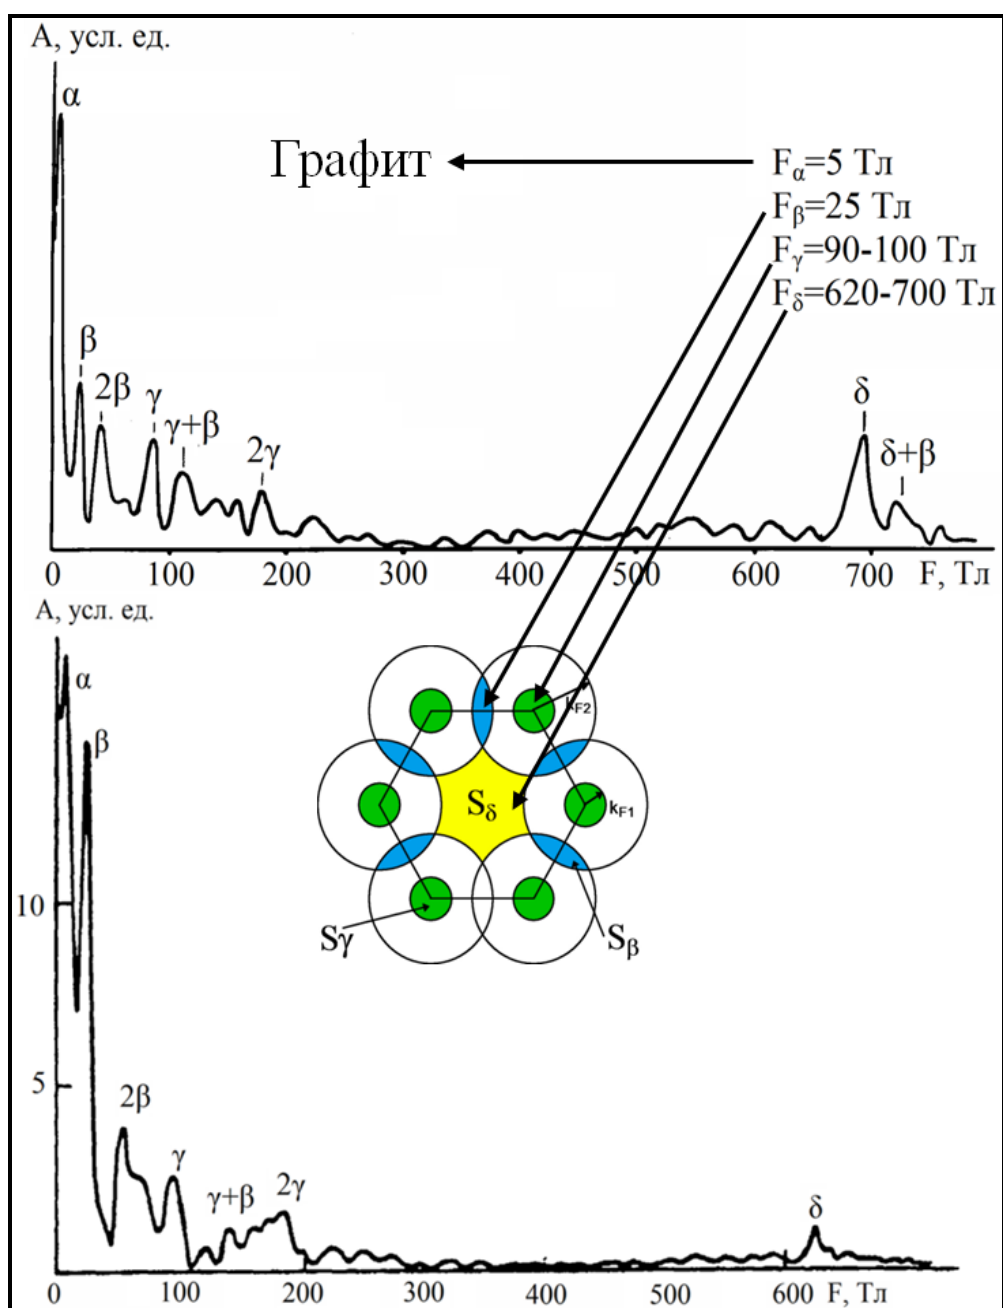 А, усл. ед.
α
Графит
Fα=5 Тл
Fβ=25 Тл
Fγ=90-100 Тл
Fδ=620-700 Тл
β
2β
γ
γ+β
2γ
δ
δ+β
0 100 200 300 400 500 600 700 F, Тл
А, усл. ед.
α
β
kF2
Sδ
kF1
10
Sγ
Sβ
5
2β
γ
γ+β
2γ
δ
0 100 200 300 400 500 600 F, Тл